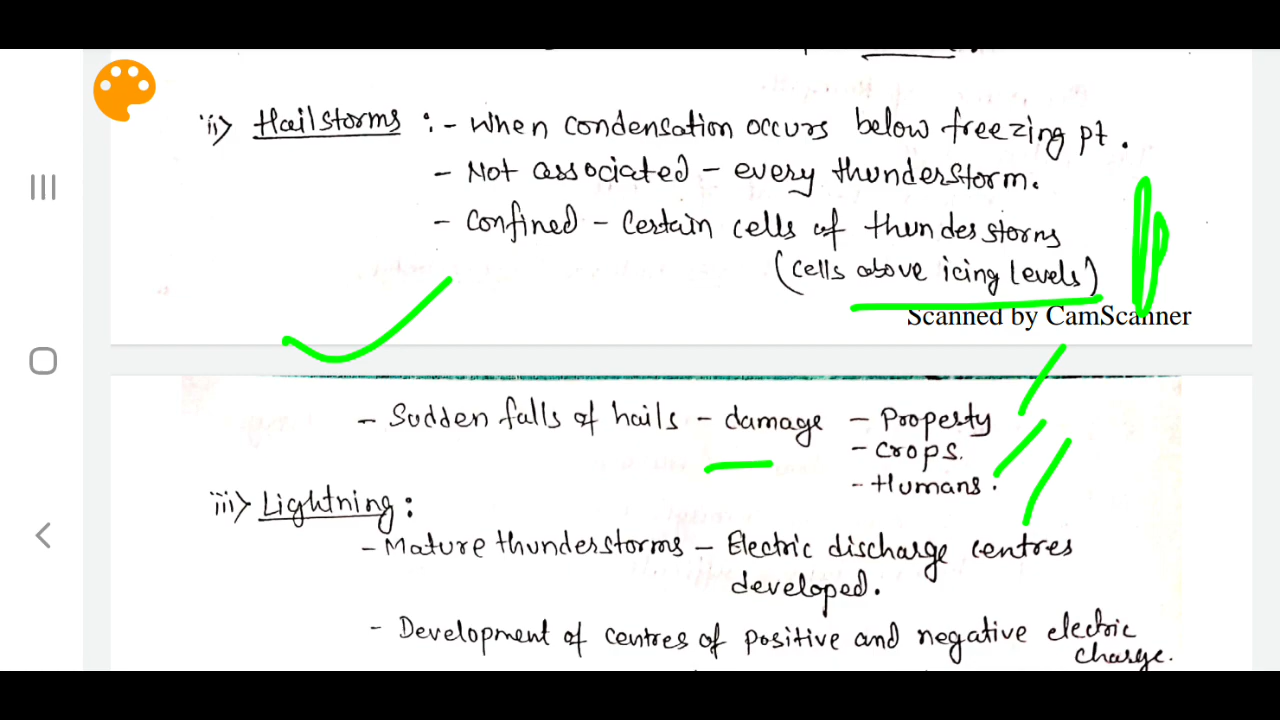 ii) Hailstorms :- When condensation occurs below freezing pt.
- Not associated - every thunderstorm.
- Confined - Certain cells of thunderstorms
(cells above icing levels)
Scanned by CamScanner
- Sudden falls of hails - damage - Property
- Crops.
- Humans.
iii) Lightning :
- Mature thunderstorms - Electric discharge centres
developed.
- Development of centres of positive and negative electric
charge.